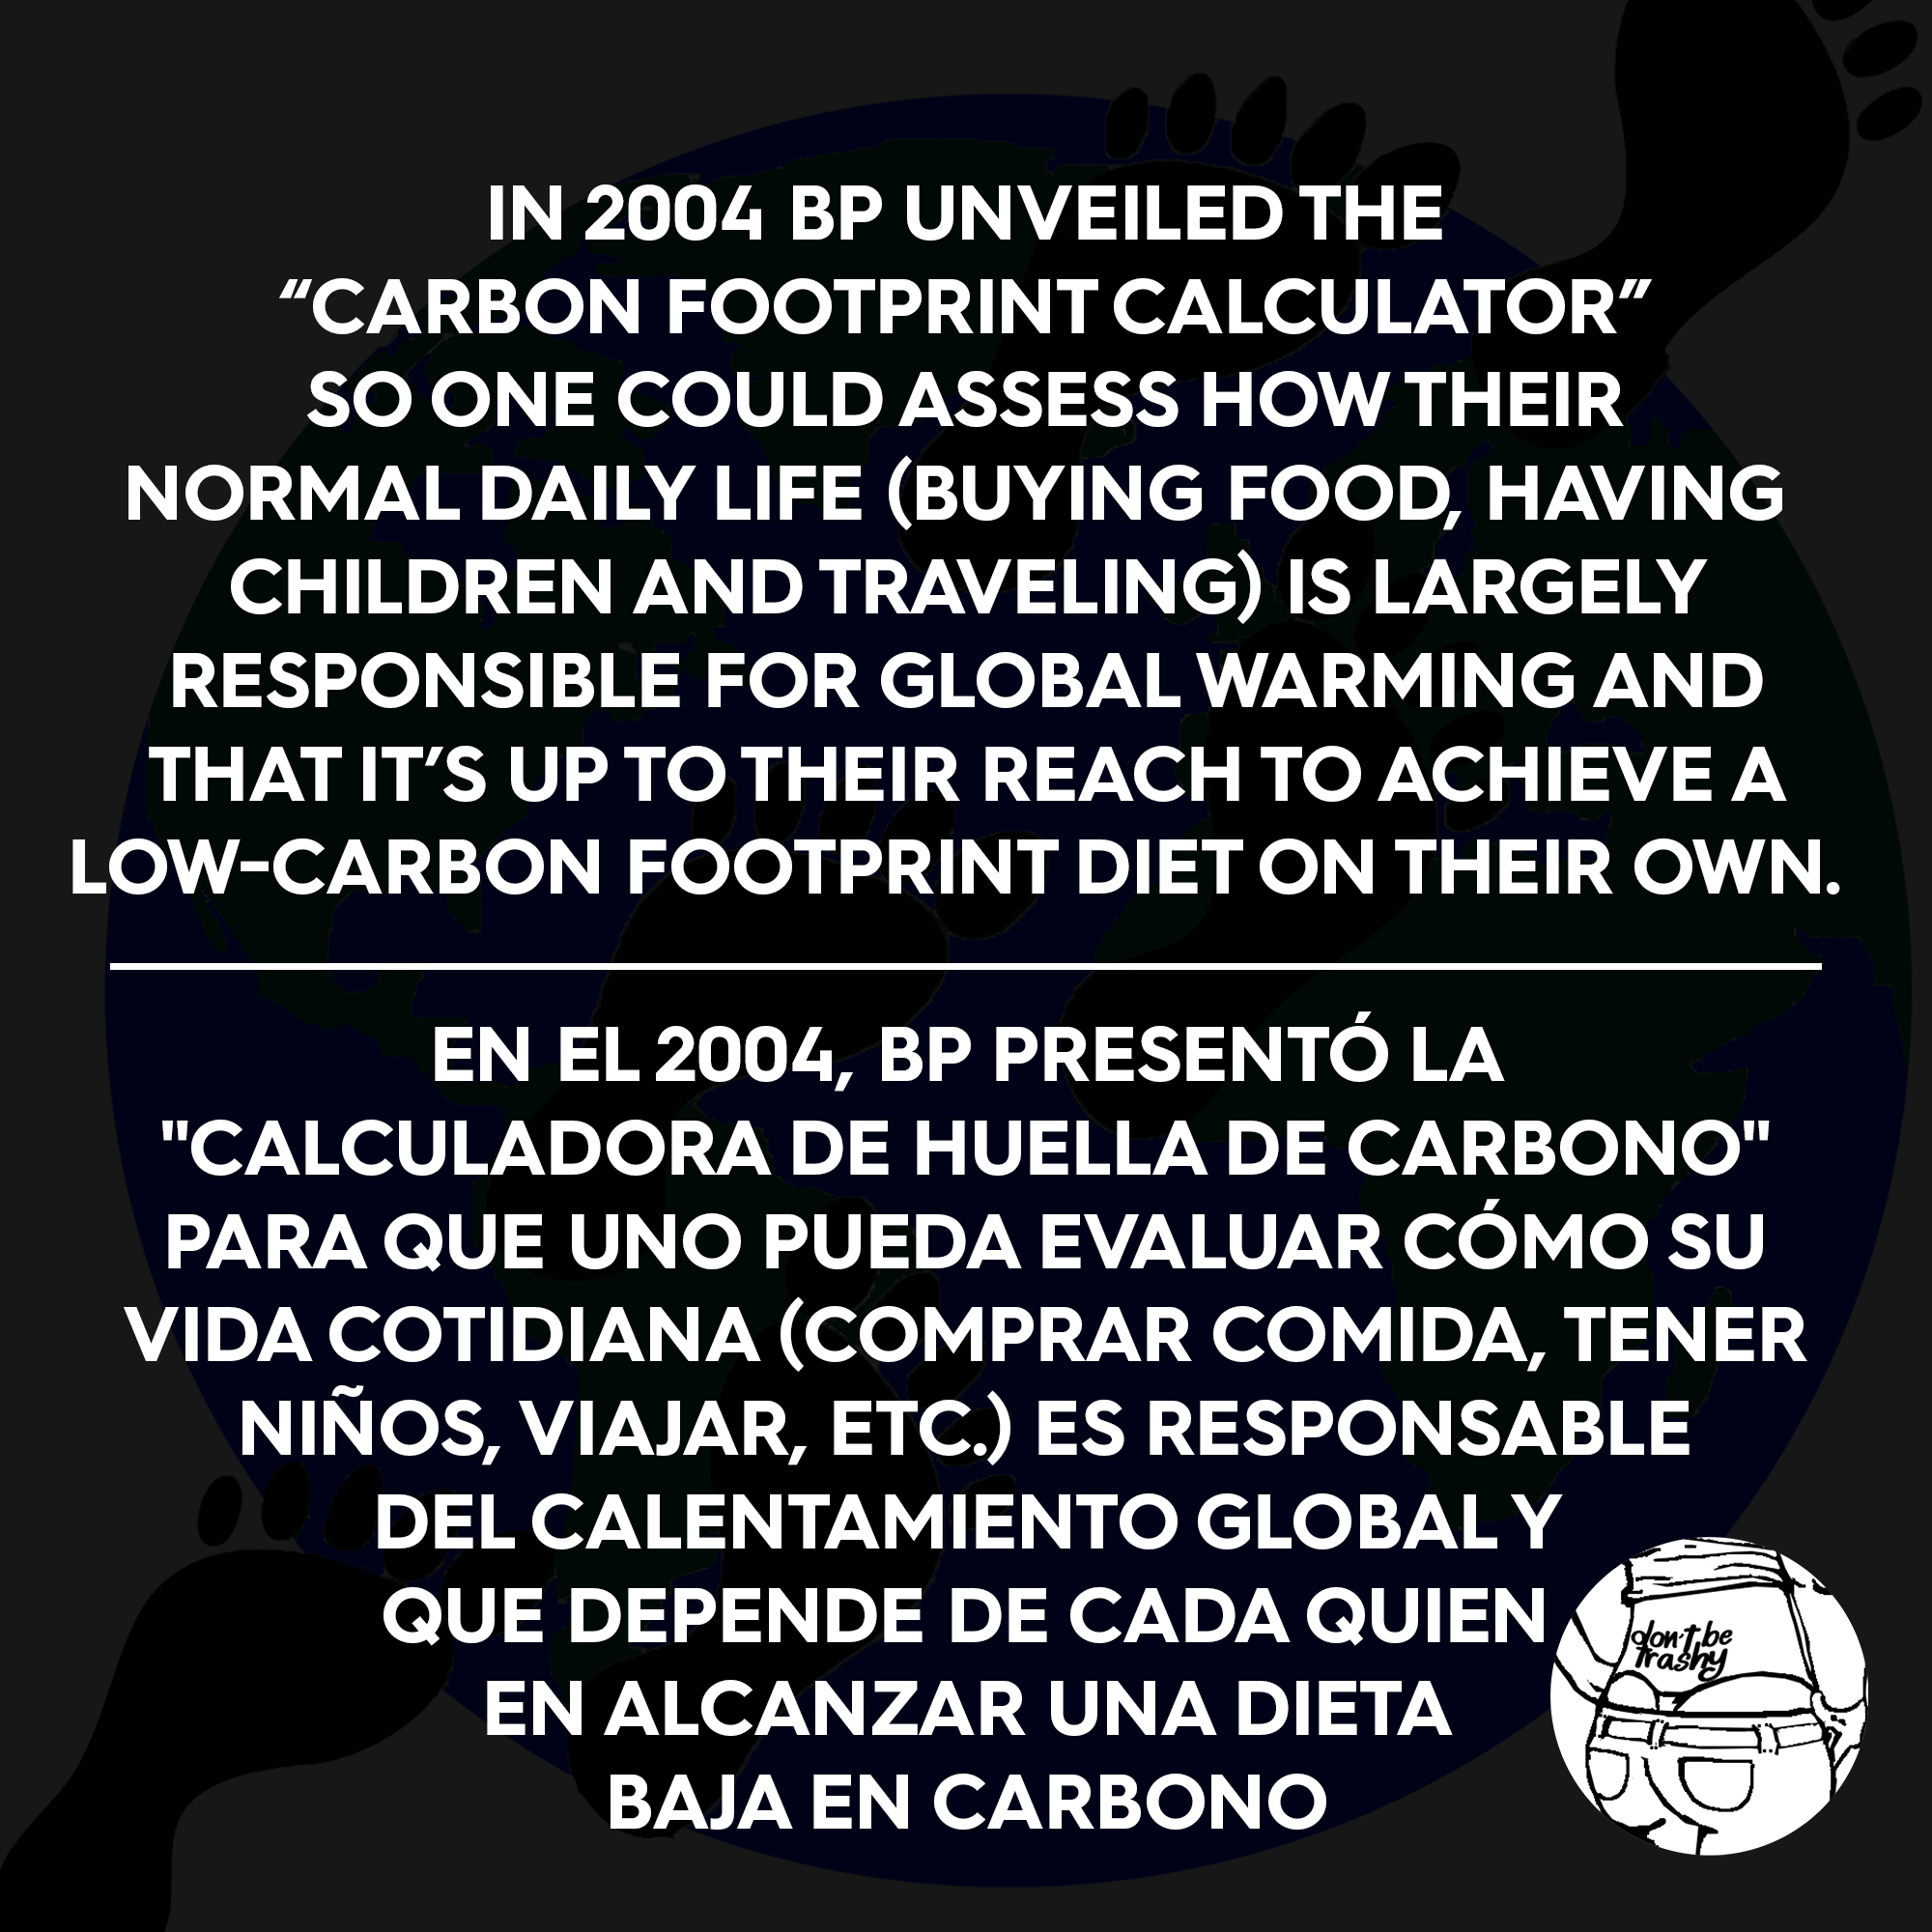 IN 2004 BP UNVEILED THE
“CARBON FOOTPRINT CALCULATOR”
SO ONE COULD ASSESS HOW THEIR
NORMAL DAILY LIFE (BUYING FOOD, HAVING
CHILDREN AND TRAVELING) IS LARGELY
RESPONSIBLE FOR GLOBAL WARMING AND
THAT IT’S UP TO THEIR REACH TO ACHIEVE A
LOW-CARBON FOOTPRINT DIET ON THEIR OWN.
EN EL 2004, BP PRESENTÓ LA
"CALCULADORA DE HUELLA DE CARBONO"
PARA QUE UNO PUEDA EVALUAR CÓMO SU
VIDA COTIDIANA (COMPRAR COMIDA, TENER
NIÑOS, VIAJAR, ETC.) ES RESPONSABLE
DEL CALENTAMIENTO GLOBAL Y
QUE DEPENDE DE CADA QUIEN
EN ALCANZAR UNA DIETA
BAJA EN CARBONO
don't be
trashy